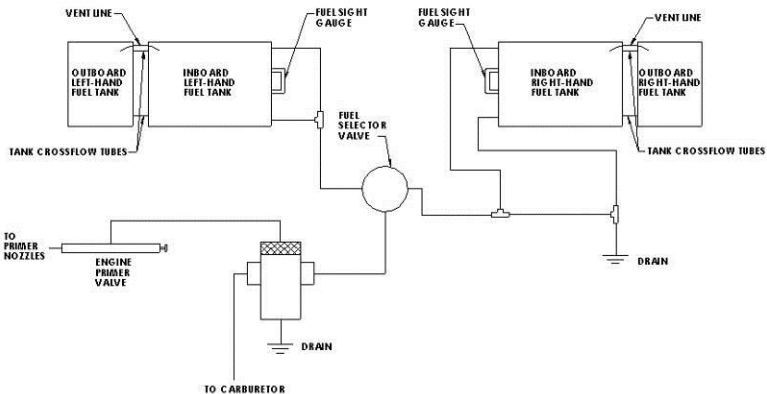 VENT LINE
FUEL SIGHT
GAUGE
FUEL SIGHT
GAUGE
VENT LINE
OUTBOARD
LEFT-HAND
FUEL TANK
INBOARD
LEFT-HAND
FUEL TANK
INBOARD
RIGHT-HAND
FUEL TANK
OUTBOARD
RIGHT-HAND
FUEL TANK
FUEL
SELECTOR
VALVE
TANK CROSSFLOW TUBES
TANK CROSSFLOW TUBES
TO
PRIMER
NOZZLES
ENGINE
PRIMER
VALVE
DRAIN
DRAIN
TO CARBURETOR